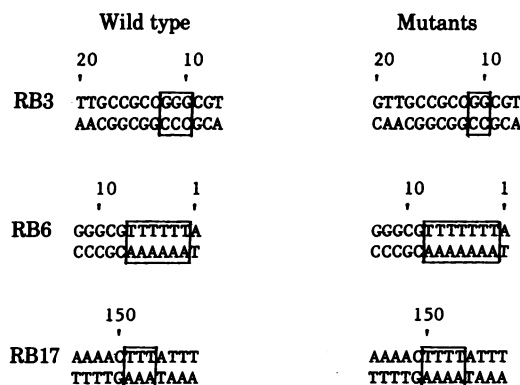 Wild type Mutants
20 10 20 10
RB3 TTGCCGCCGGGCGT GTTGCCGCCGGCGT
AACGGCGGCCCGCA CAACGGCGGCCGCA
10 1 10 1
RB6 GGGCGTTTTTTA GGGCGTTTTTTTA
CCCGCAAAAAAT CCCGCAAAAAAAT
150 150
RB17 AAAACTTTATTT AAAACTTTTATTT
TTTTGAAATAAA TTTTGAAAATAAA